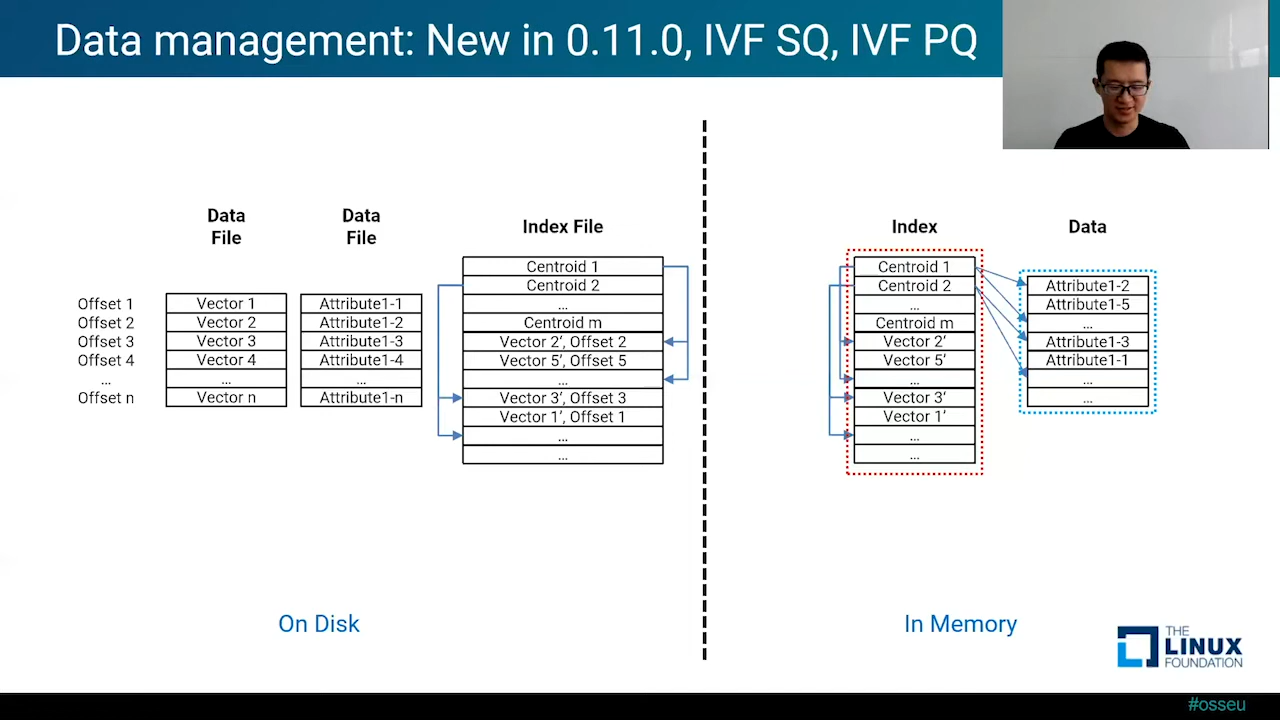 Data management: New in 0.11.0, IVF SQ, IVF PQ
Data
File
Data
File
Index File
Offset 1
Offset 2
Offset 3
Offset 4
...
Offset n
Vector 1
Vector 2
Vector 3
Vector 4
...
Vector n
Attribute1-1
Attribute1-2
Attribute1-3
Attribute1-4
...
Attribute1-n
Centroid 1
Centroid 2
...
Centroid m
Vector 2’, Offset 2
Vector 5’, Offset 5
...
Vector 3’, Offset 3
Vector 1’, Offset 1
...
...
On Disk
Index
Data
Centroid 1
Centroid 2
...
Centroid m
Vector 2’
Vector 5’
...
Vector 3’
Vector 1’
...
...
Attribute1-2
Attribute1-5
...
Attribute1-3
Attribute1-1
...
...
In Memory
THE
LINUX
FOUNDATION
#osseu